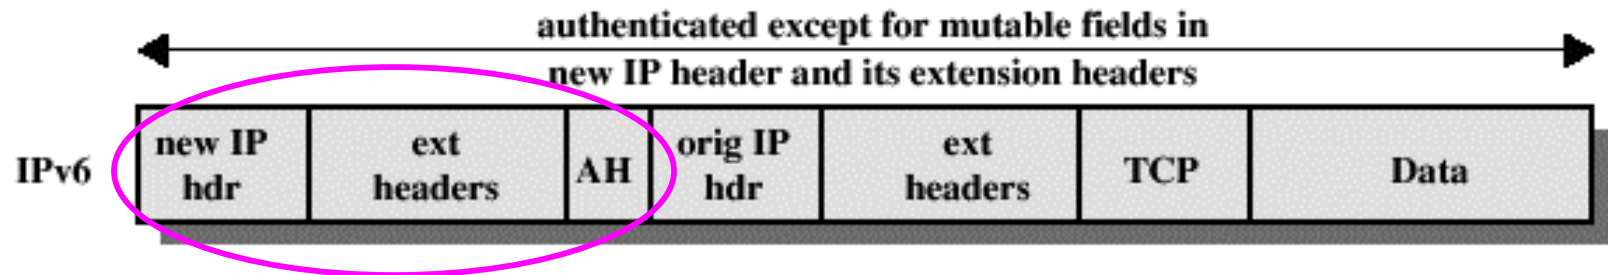 authenticated except for mutable fields in
new IP header and its extension headers
IPv6
new IP
hdr
ext
headers
AH
orig IP
hdr
ext
headers
TCP
Data